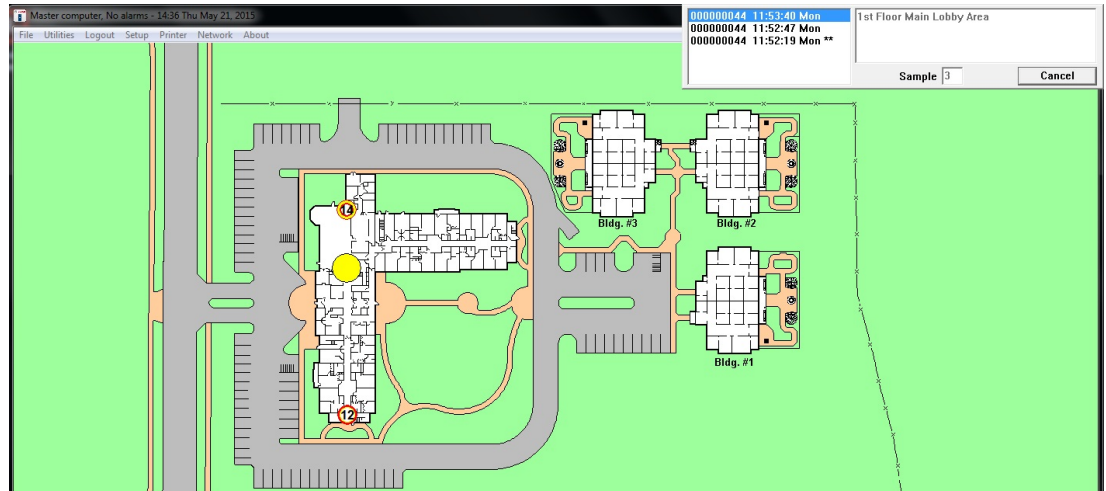 Master computer, No alarms - 14:36 Thu May 21, 2015
File Utilities Logout Setup Printer Network About
000000044 11:53:40 Mon
000000044 11:52:47 Mon
000000044 11:52:19 Mon **
1st Floor Main Lobby Area
Sample 3
Cancel
14
Bldg. #3
Bldg. #2
Bldg. #1
12